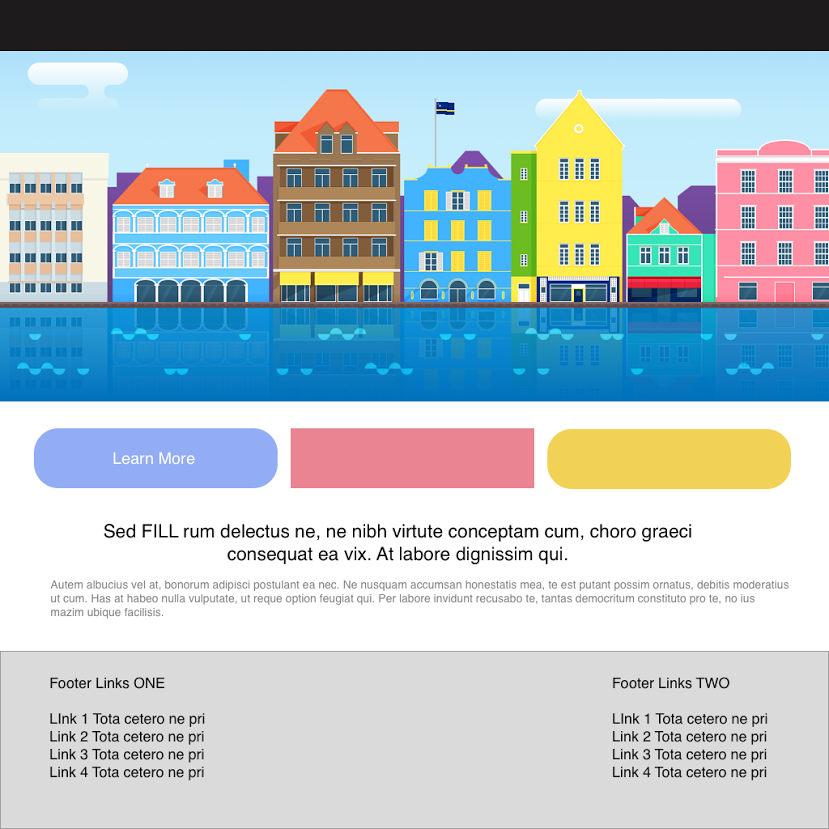 Learn More
Sed FILL rum delectus ne, ne nibh virtute conceptam cum, choro graeci
consequat ea vix. At labore dignissim qui.
Autem albucius vel at, bonorum adipisci postulant ea nec. Ne nusquam accumsan honestatis mea, te est putant possim ornatus, debitis moderatius
ut cum. Has at habeo nulla vulputate, ut reque option feugiat qui. Per labore invidunt recusabo te, tantas democritum constituto pro te, no ius
mazim ubique facilisis.
Footer Links ONE
LInk 1 Tota cetero ne pri
Link 2 Tota cetero ne pri
Link 3 Tota cetero ne pri
Link 4 Tota cetero ne pri
Footer Links TWO
LInk 1 Tota cetero ne pri
Link 2 Tota cetero ne pri
Link 3 Tota cetero ne pri
Link 4 Tota cetero ne pri